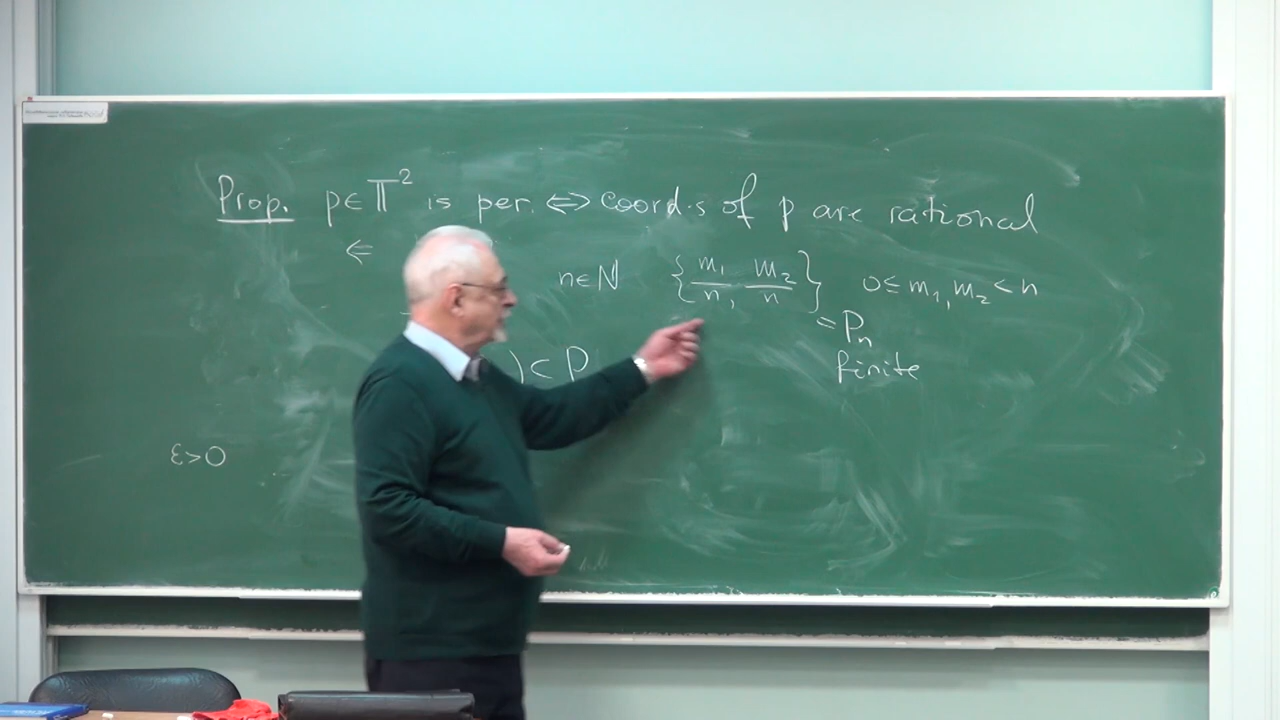 Prop. p∈𝕋² is per. ⇔ coord-s of p are rational
⇐
n∈ℕ {m₁/n, m₂/n} 0≤m₁,m₂<n
=Pₙ
finite
)⊂P
ε>0